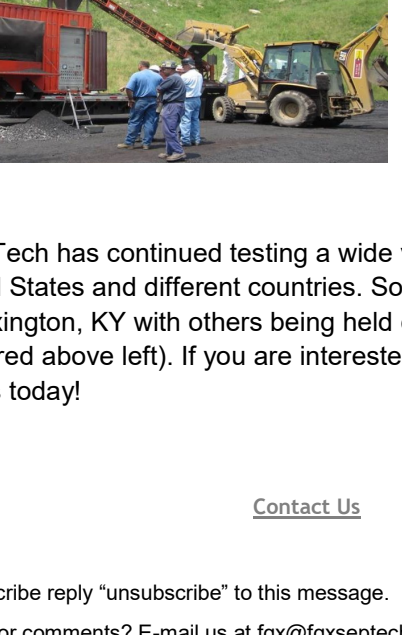 Tech has continued testing a wide
States and different countries. So
xington, KY with others being held
red above left). If you are intereste
today!
Contact Us
cribe reply “unsubscribe” to this message.
or comments? E-mail us at fgx@fgxseptech